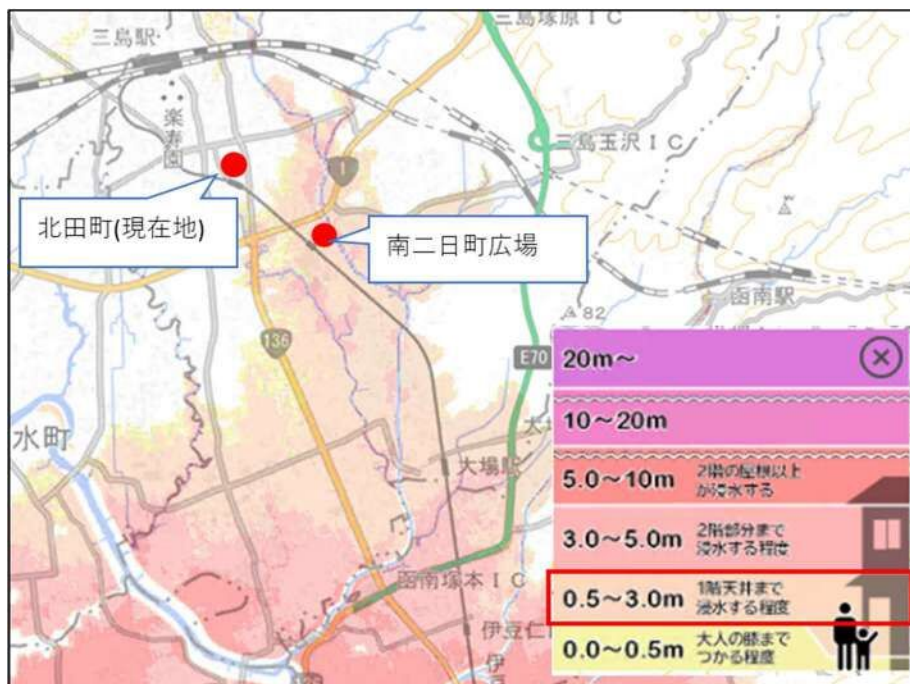 三島塚原IC
三島駅
楽寿園
三島玉沢IC
1
北田町(現在地)
南二日町広場
函南駅
82
136
E70
20m～
10～20m
水町
大場駅
5.0～10m 2階の屋根以上
が浸水する
3.0～5.0m 2階部分まで
浸水する程度
函南塚本IC
0.5～3.0m 1階天井まで
浸水する程度
伊豆仁田
0.0～0.5m 大人の膝まで
つかる程度